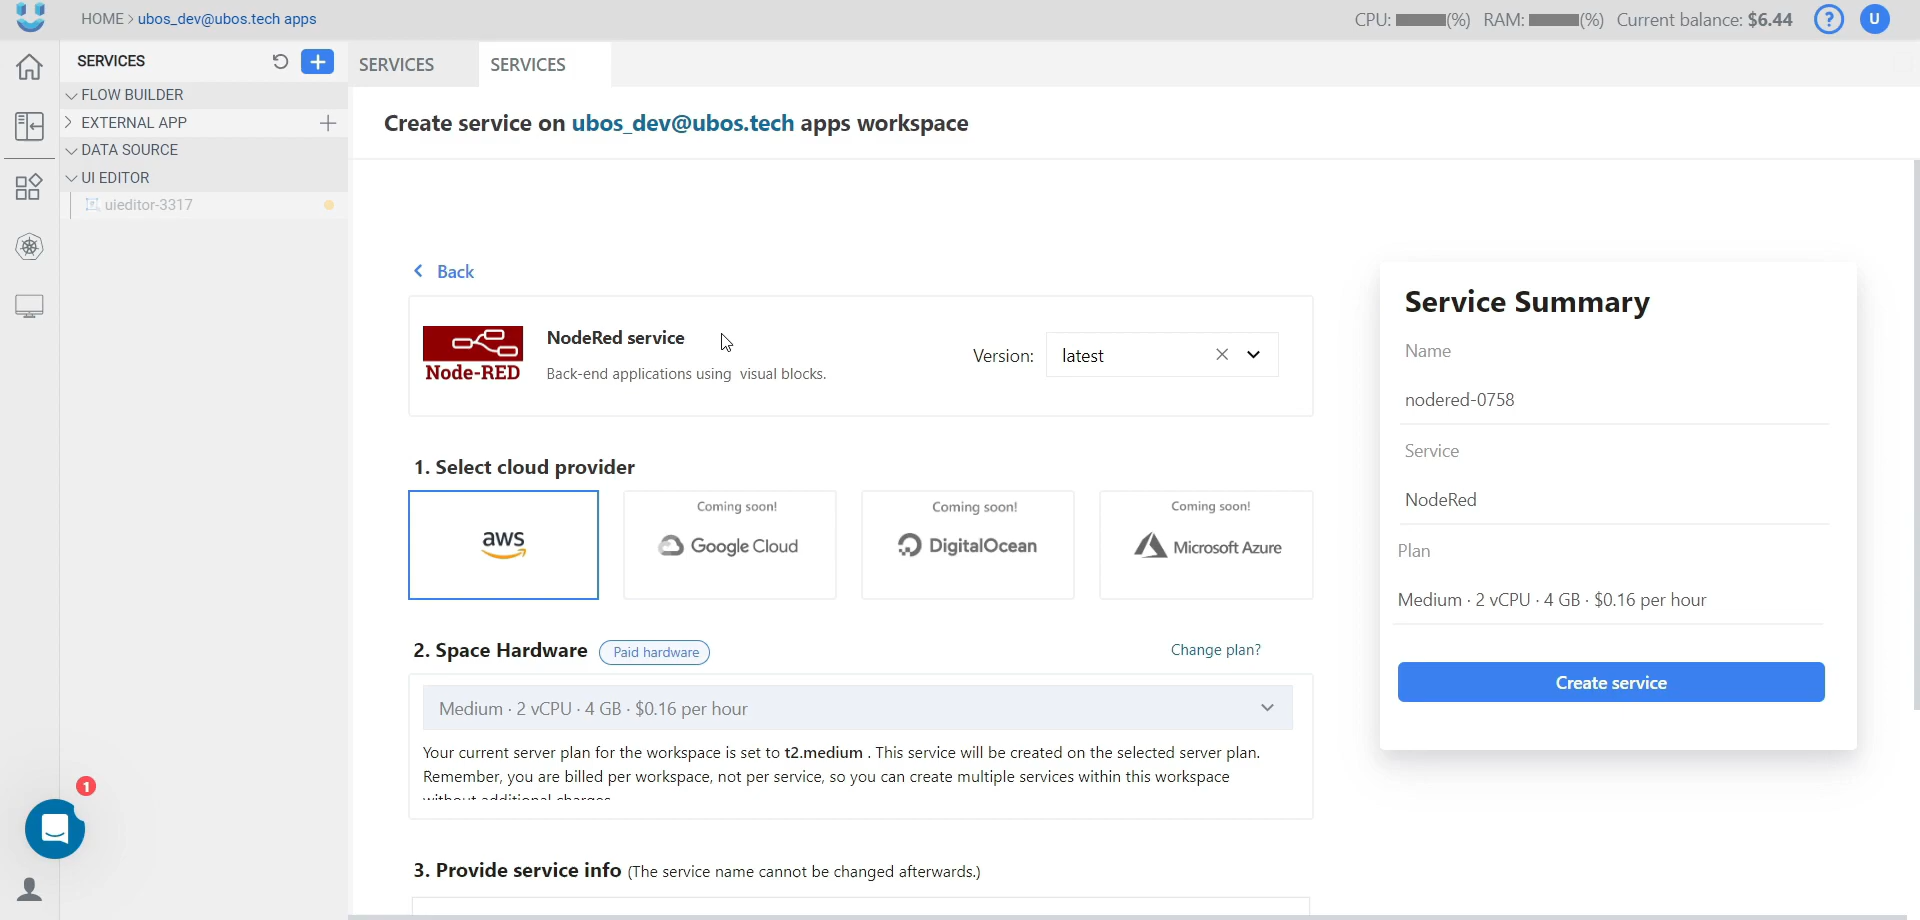 HOME > ubos_dev@ubos.tech apps
CPU: (%) RAM: (%) Current balance: $6.44
U
SERVICES
SERVICES
SERVICES
FLOW BUILDER
EXTERNAL APP
DATA SOURCE
UI EDITOR
uieditor-3317
Create service on ubos_dev@ubos.tech apps workspace
Back
Node-RED
NodeRed service
Back-end applications using visual blocks.
Version: latest
1. Select cloud provider
aws
Coming soon!
Google Cloud
Coming soon!
DigitalOcean
Coming soon!
Microsoft Azure
2. Space Hardware
Paid hardware
Change plan?
Medium · 2 vCPU · 4 GB · $0.16 per hour
Your current server plan for the workspace is set to t2.medium . This service will be created on the selected server plan.
Remember, you are billed per workspace, not per service, so you can create multiple services within this workspace
without additional charges.
3. Provide service info (The service name cannot be changed afterwards.)
Service Summary
Name
nodered-0758
Service
NodeRed
Plan
Medium · 2 vCPU · 4 GB · $0.16 per hour
Create service
1